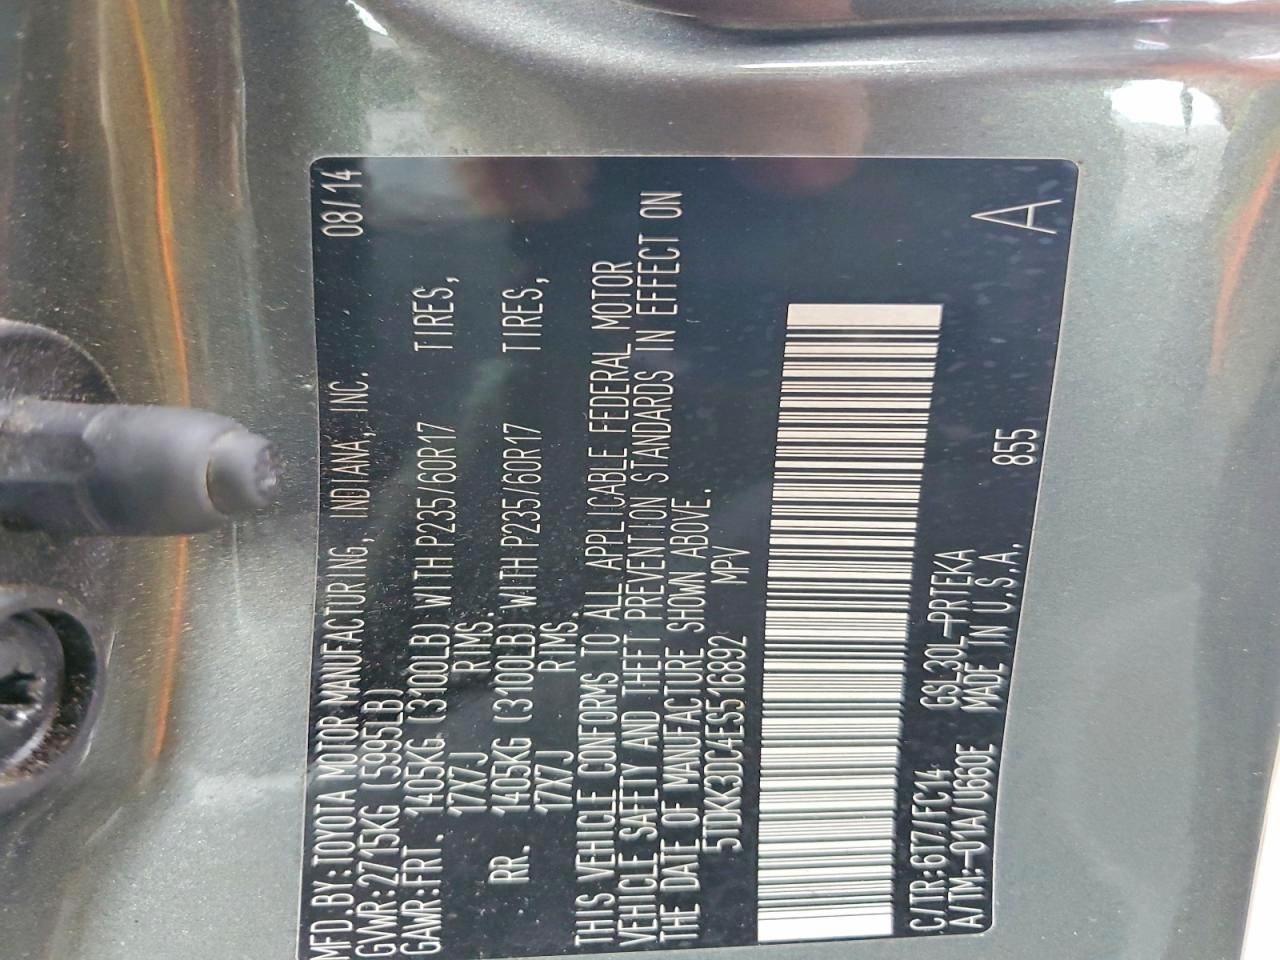 MFD.BY:TOYOTA MOTOR MANUFACTURING, INDIANA, INC. 08/14
GVWR:2715KG (5995LB)
GAWR:FRT. 1405KG (3100LB) WITH P235/60R17 TIRES,
17X7J RIMS.
RR. 1405KG (3100LB) WITH P235/60R17 TIRES,
17X7J RIMS.
THIS VEHICLE CONFORMS TO ALL APPLICABLE FEDERAL MOTOR
VEHICLE SAFETY AND THEFT PREVENTION STANDARDS IN EFFECT ON
THE DATE OF MANUFACTURE SHOWN ABOVE.
5TDKK3DC4ES516892 MPV
C/TR:6T7/FC14 GSL30L-PRTEKA
A/TM:-01A/U660E MADE IN U.S.A. 855 A